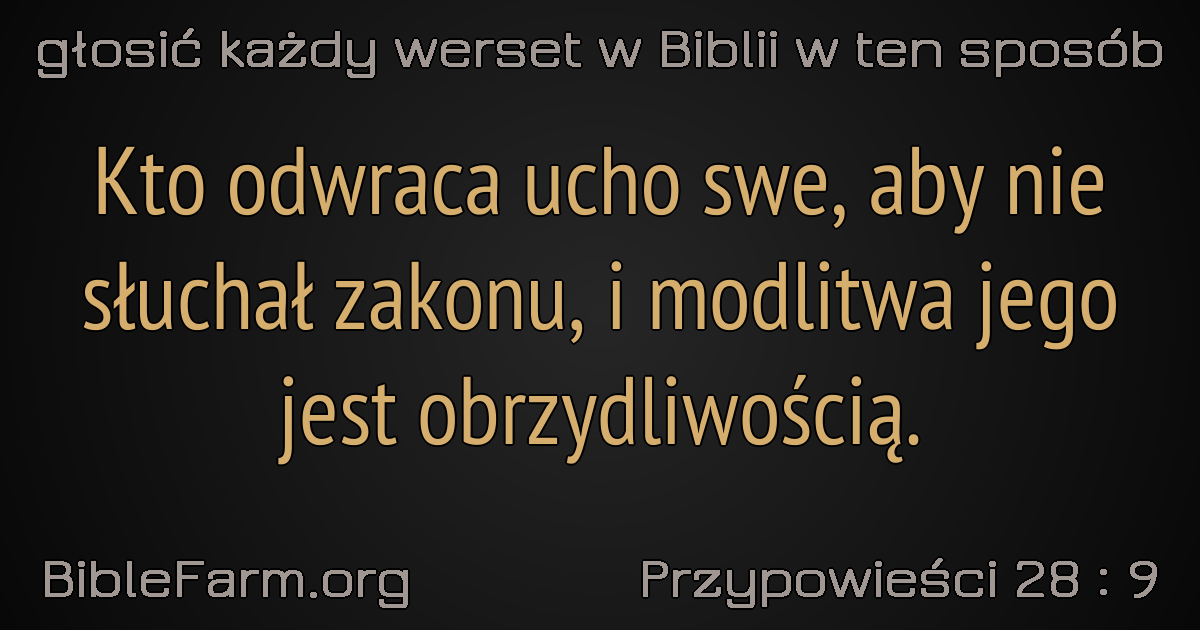 głosić każdy werset w Biblii w ten sposób
Kto odwraca ucho swe, aby nie
słuchał zakonu, i modlitwa jego
jest obrzydliwością.
BibleFarm.org
Przypowieści 28 : 9